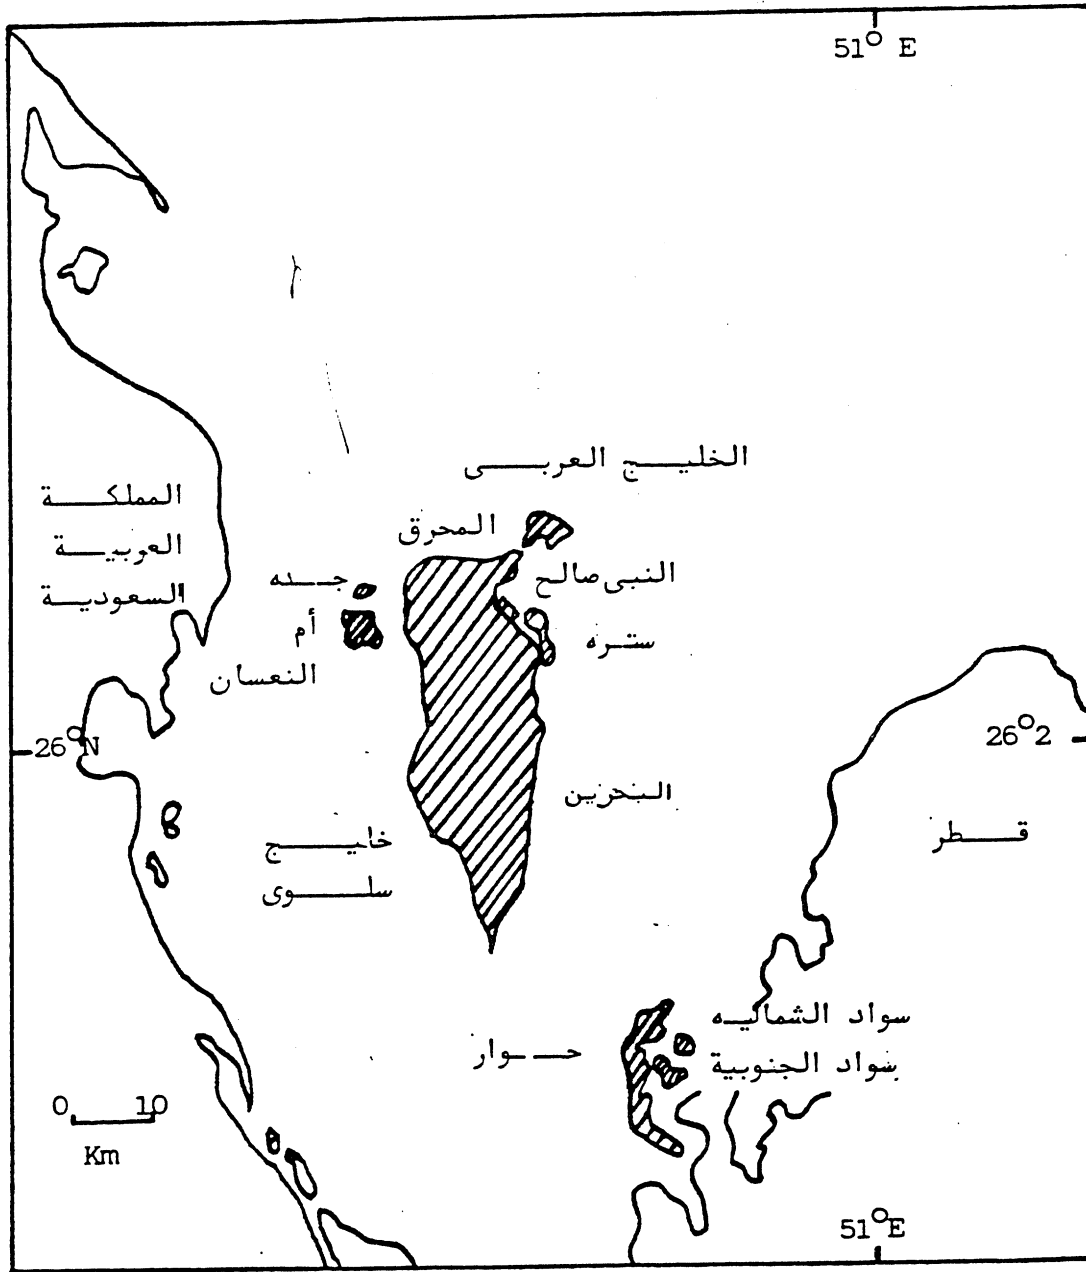 51° E
الخليج العربى
المملكة
العربية
السعودية
المحرق
جده
النبى صالح
أم
النعسان
ستره
26°N
26°2
البحرين
قطر
خليج
سلوى
سواد الشماليه
حوار
سواد الجنوبية
0 10
Km
51°E